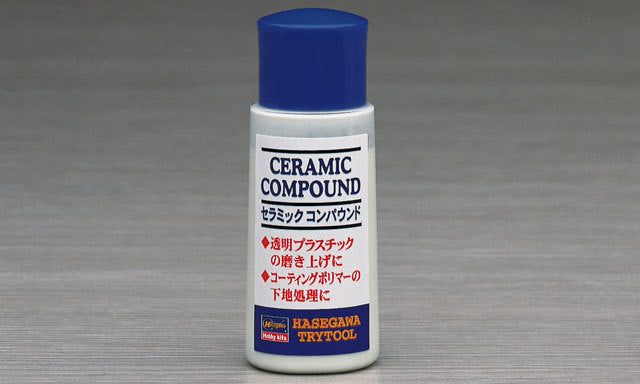 CERAMIC
COMPOUND
セラミック コンパウンド
◆透明プラスチック
の磨き上げに
◆コーティングポリマーの
下地処理に
Hasegawa
Hobby kits
HASEGAWA
TRYTOOL